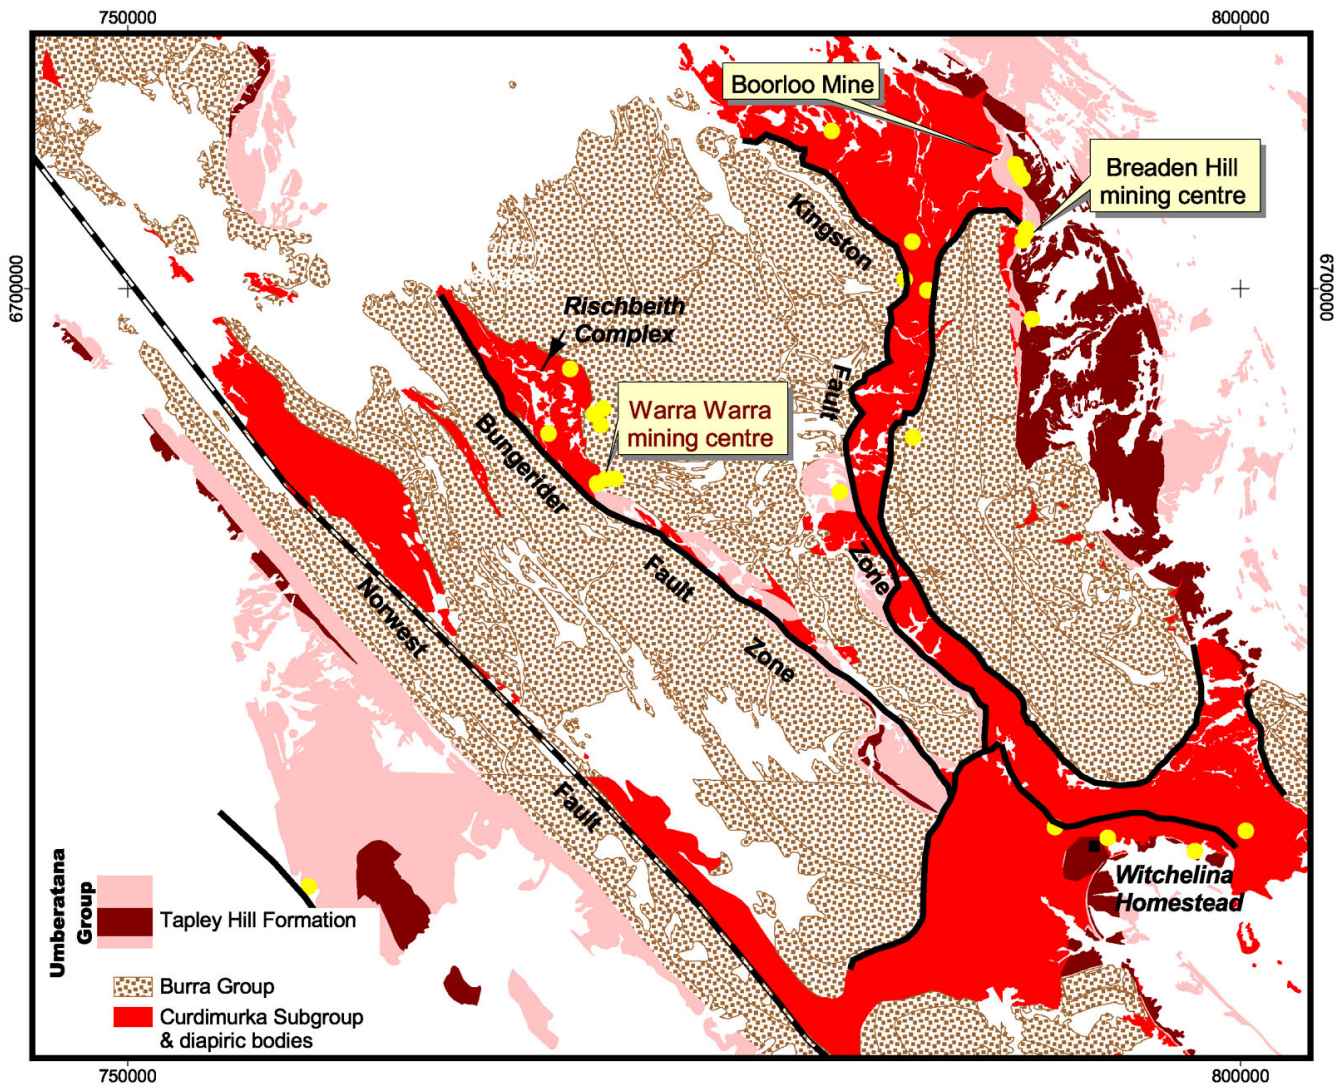 750000
800000
Boorloo Mine
Breaden Hill
mining centre
Kingston
6700000
6700000
Rischbeith
Complex
Fault
Warra Warra
mining centre
Bungerider
Zone
Fault
Norwest
Zone
Fault
Witchelina
Homestead
Umberatana
Group
Tapley Hill Formation
Burra Group
Curdimurka Subgroup
& diapiric bodies
750000
800000